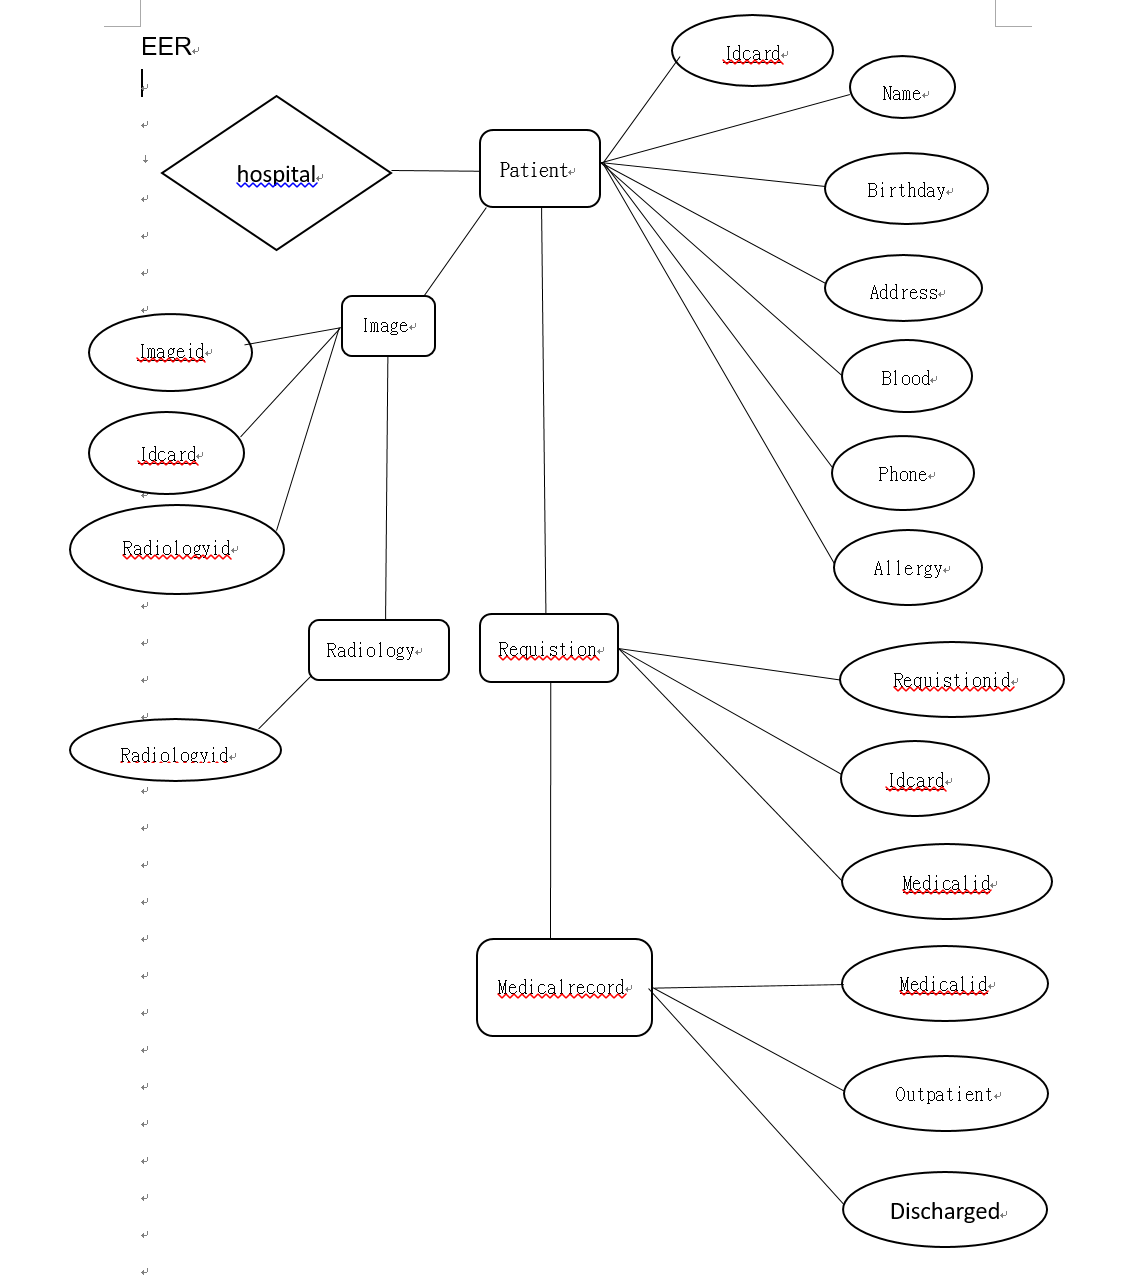 EER
Idcard
Name
hospital
Patient
Birthday
Address
Image
Imageid
Blood
Idcard
Phone
Radiologyid
Allergy
Radiology
Requistion
Requistionid
Radiologyid
Idcard
Medicalid
Medicalrecord
Medicalid
Outpatient
Discharged